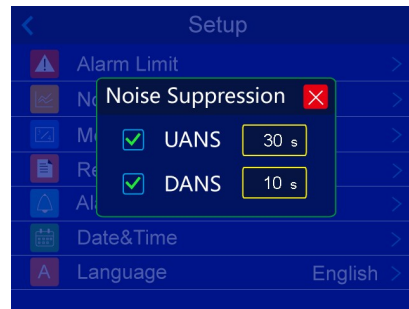 Setup
Alarm Limit
Noise Suppression
UANS 30 s
DANS 10 s
Date&Time
A Language English